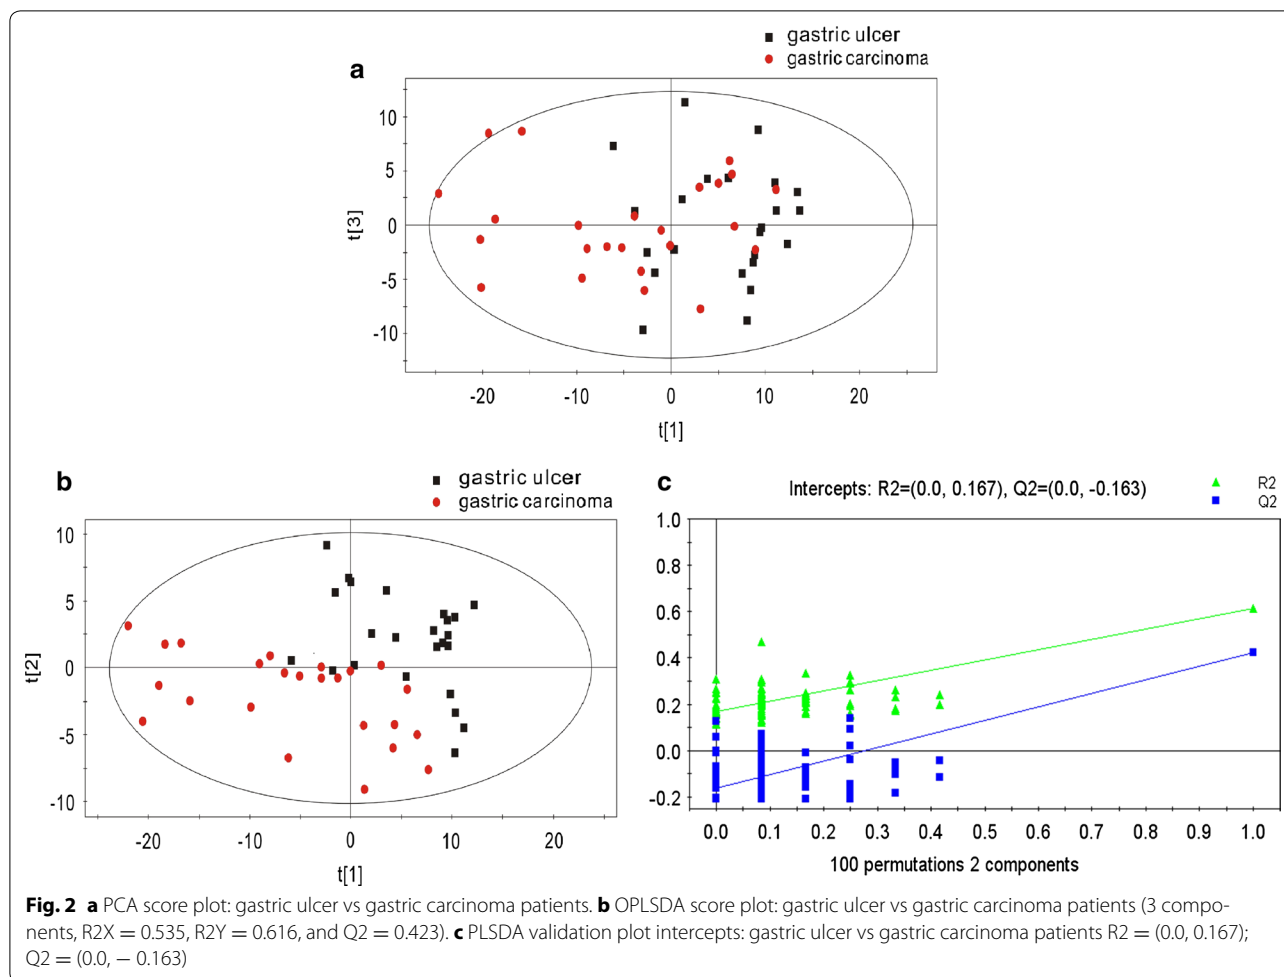 gastric ulcer
gastric carcinoma
a
10
5
0
-5
-10
t[3]
-20
-10
0
10
20
t[1]
b
gastric ulcer
gastric carcinoma
10
5
0
-5
-10
t[2]
-20
-10
0
10
20
t[1]
c
Intercepts: R2=(0.0, 0.167), Q2=(0.0, -0.163)
R2
Q2
1.0
0.8
0.6
0.4
0.2
0.0
-0.2
0.0
0.1
0.2
0.3
0.4
0.5
0.6
0.7
0.8
0.9
1.0
100 permutations 2 components
Fig. 2 a PCA score plot: gastric ulcer vs gastric carcinoma patients. b OPLSDA score plot: gastric ulcer vs gastric carcinoma patients (3 compo-
nents, R2X = 0.535, R2Y = 0.616, and Q2 = 0.423). c PLSDA validation plot intercepts: gastric ulcer vs gastric carcinoma patients R2 = (0.0, 0.167);
Q2 = (0.0, − 0.163)